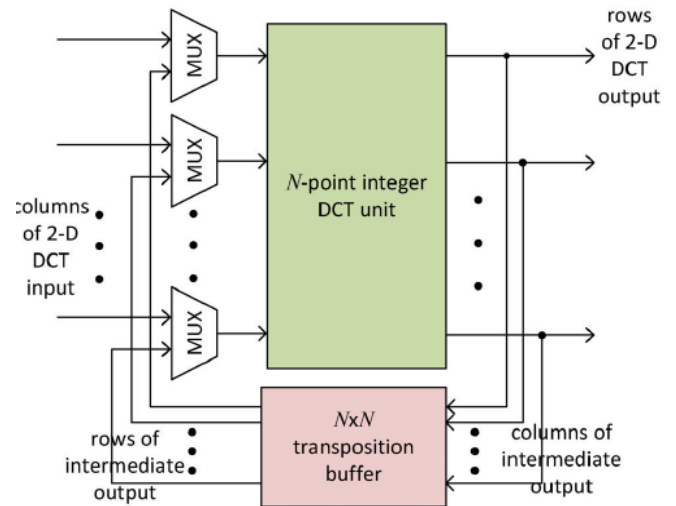 rows
of 2-D
DCT
output
MUX
MUX
MUX
columns
of 2-D
DCT
input
N-point integer
DCT unit
NxN
transposition
buffer
rows of
intermediate
output
columns of
intermediate
output